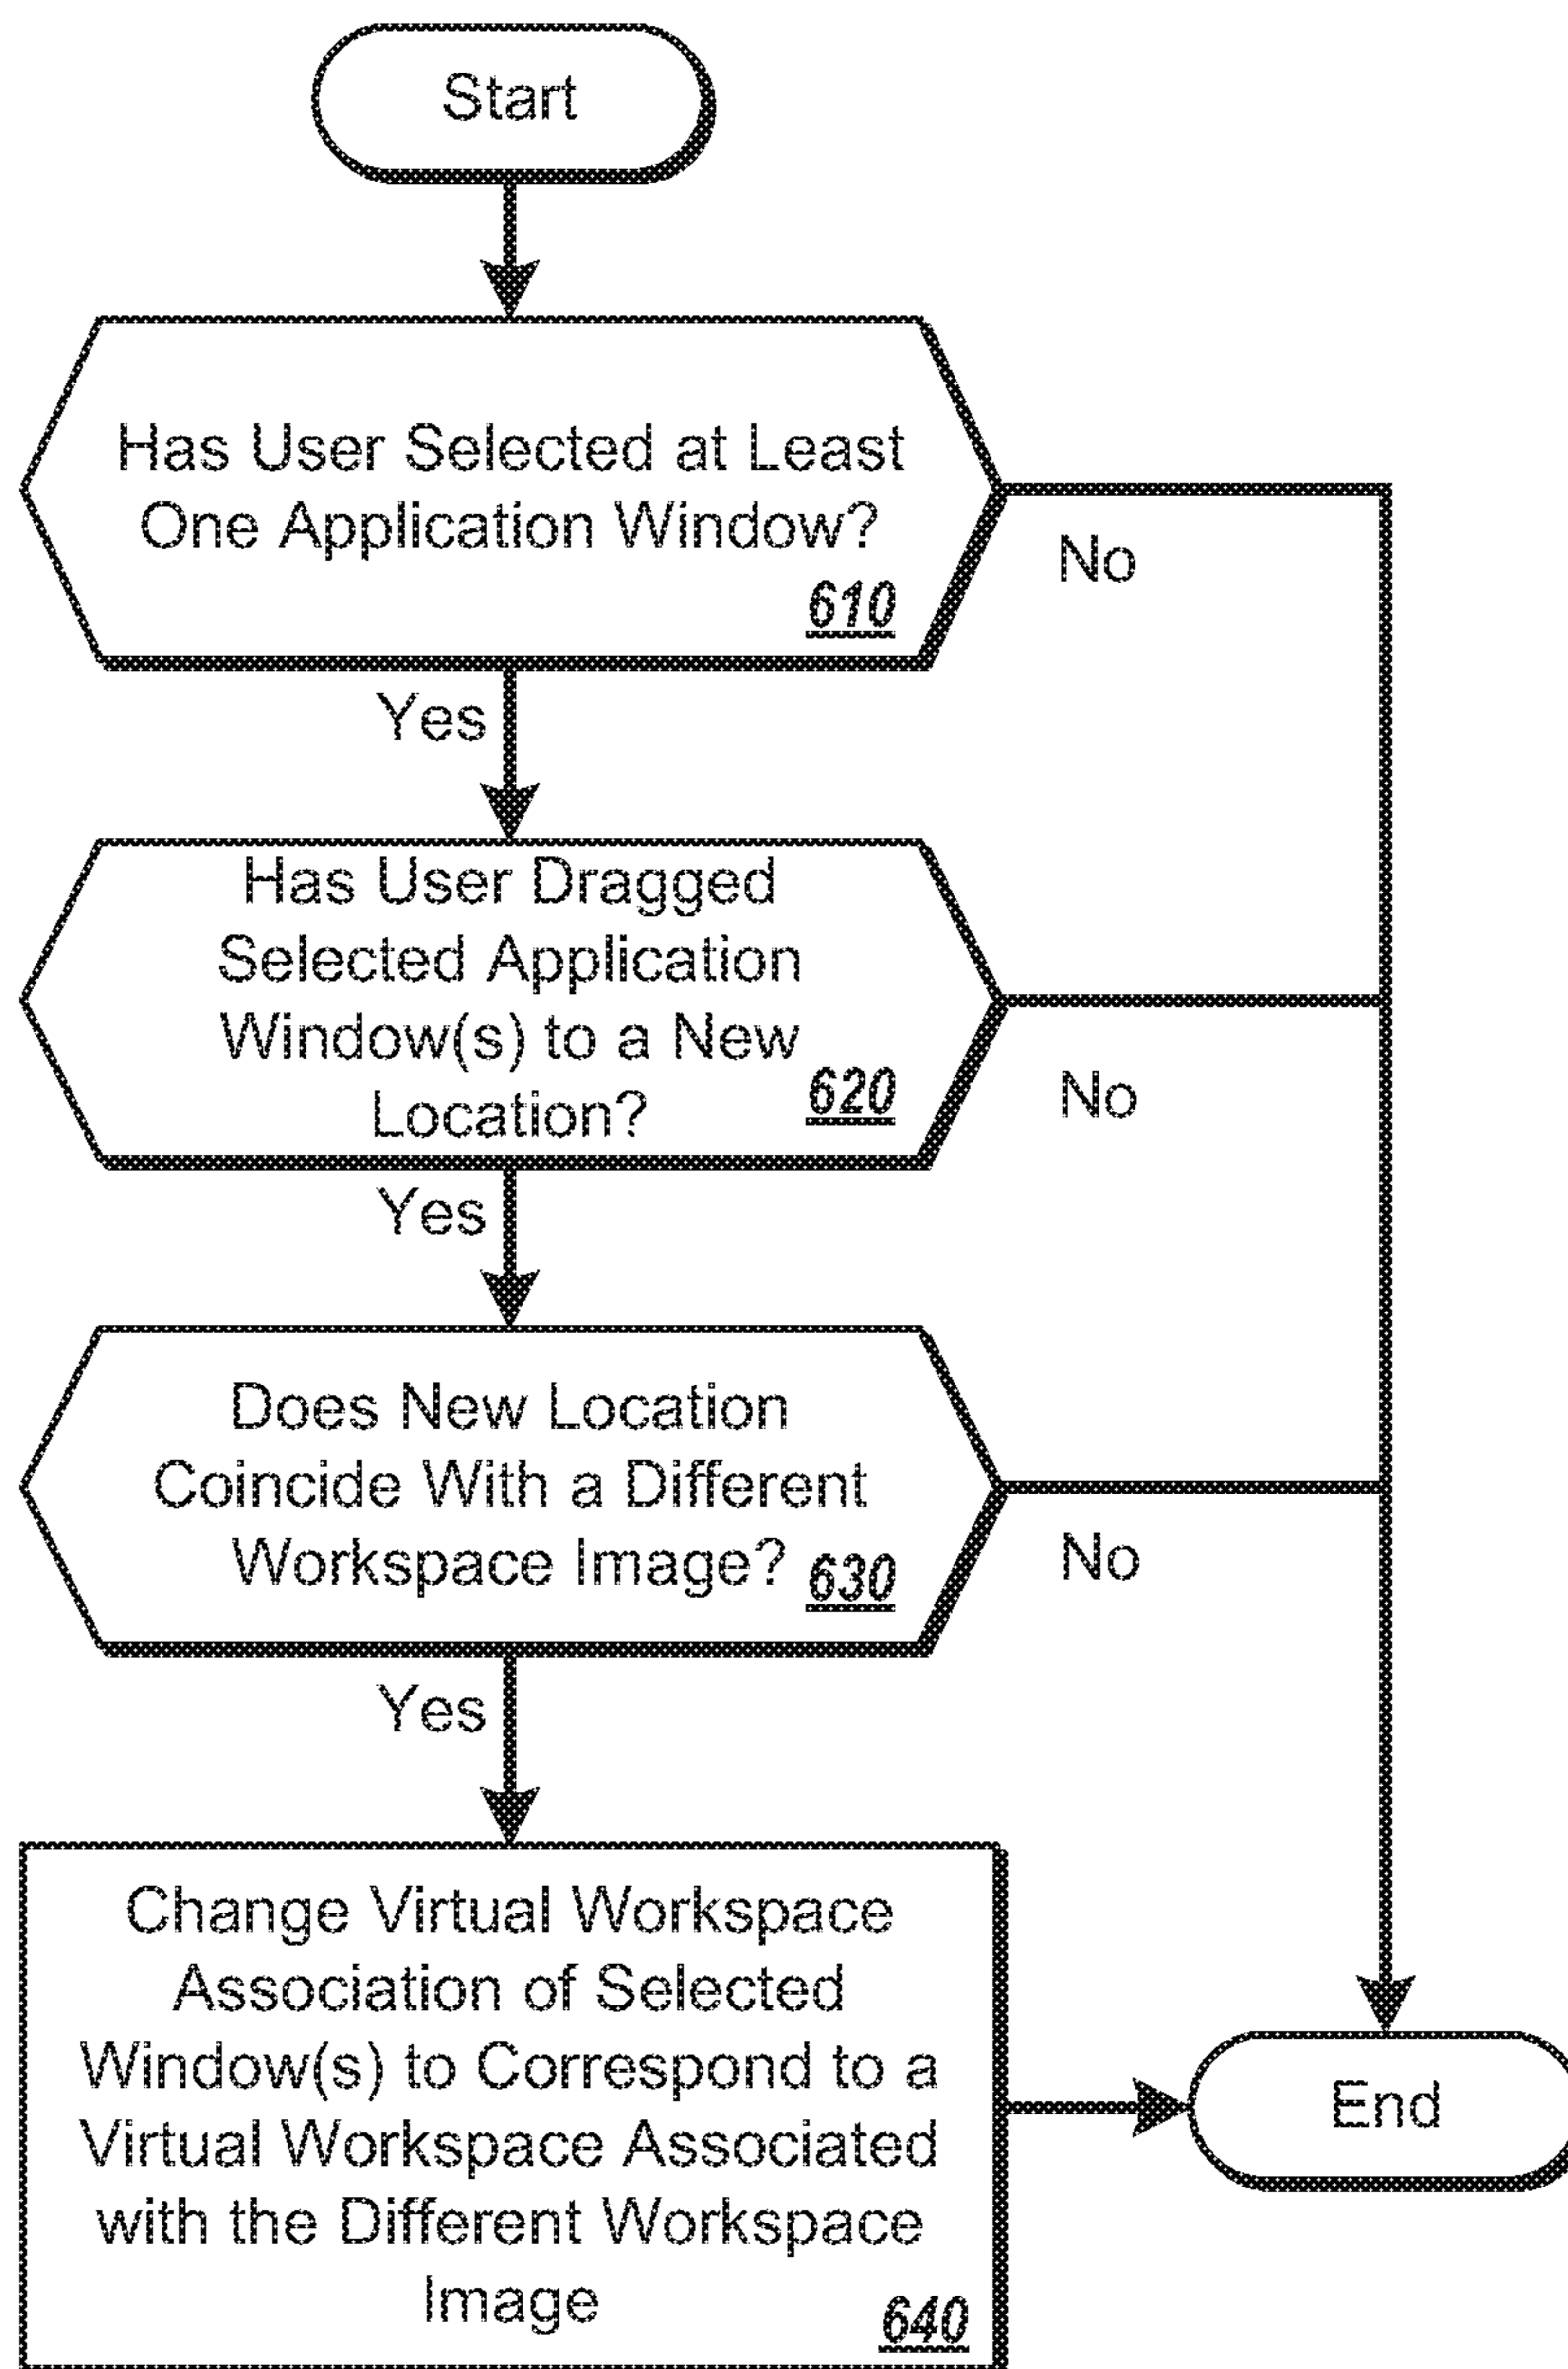 Start
Has User Selected at Least
One Application Window?
610
No
Yes
Has User Dragged
Selected Application
Window(s) to a New
Location?
620
No
Yes
Does New Location
Coincide With a Different
Workspace Image?
630
No
Yes
Change Virtual Workspace
Association of Selected
Window(s) to Correspond to a
Virtual Workspace Associated
with the Different Workspace
Image
640
End